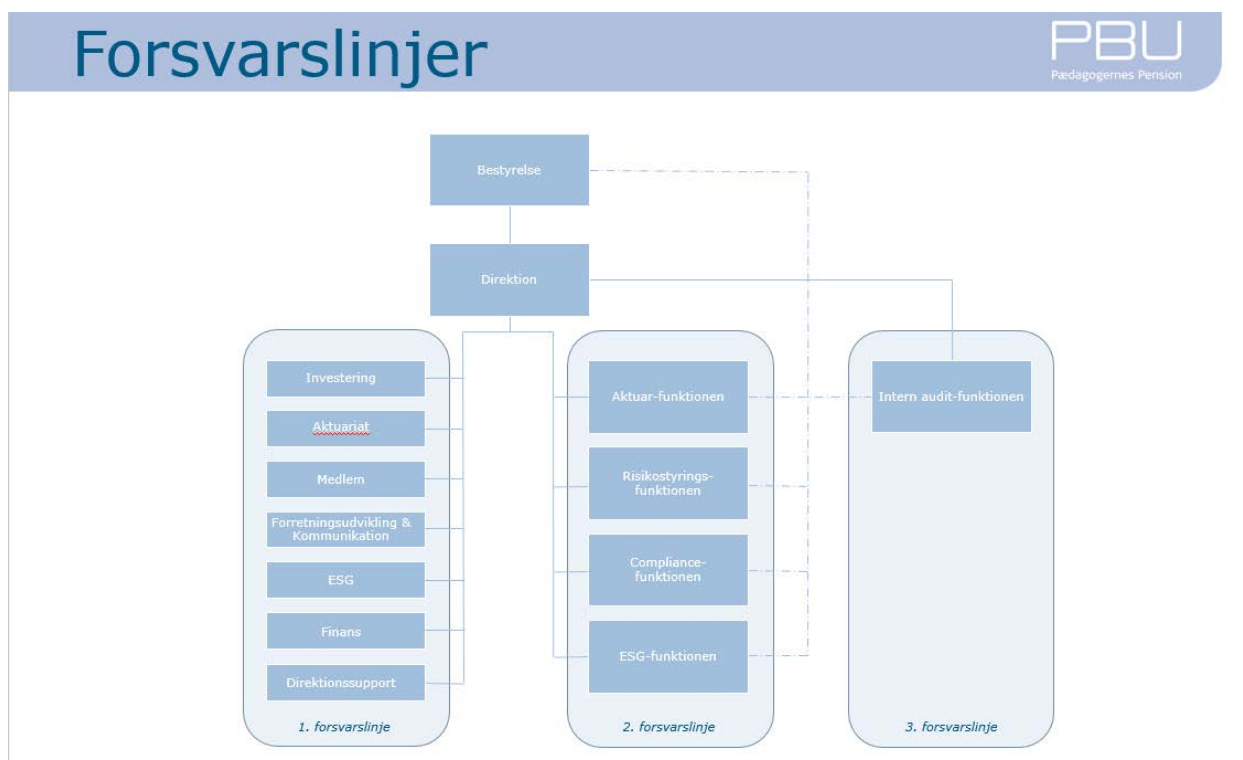 Forsvarslinjer
PBU
Pædagogernes Pension
Bestyrelse
Direktion
Investering
Aktuariat
Medlem
Forretningsudvikling &
Kommunikation
ESG
Finans
Direktionssupport
1. forsvarslinje
Aktuar-funktionen
Risikostyrings-
funktionen
Compliance-
funktionen
ESG-funktionen
2. forsvarslinje
Intern audit-funktionen
3. forsvarslinje